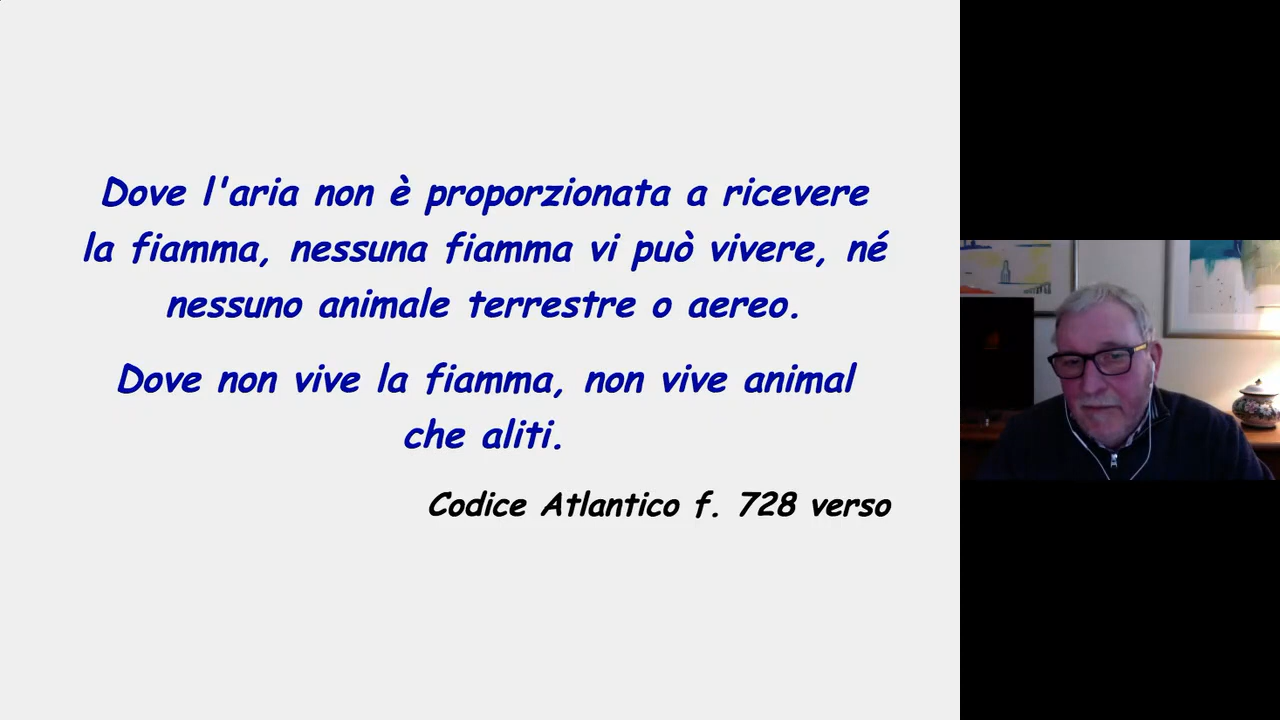 Dove l'aria non è proporzionata a ricevere
la fiamma, nessuna fiamma vi può vivere, né
nessuno animale terrestre o aereo.
Dove non vive la fiamma, non vive animal
che aliti.
Codice Atlantico f. 728 verso